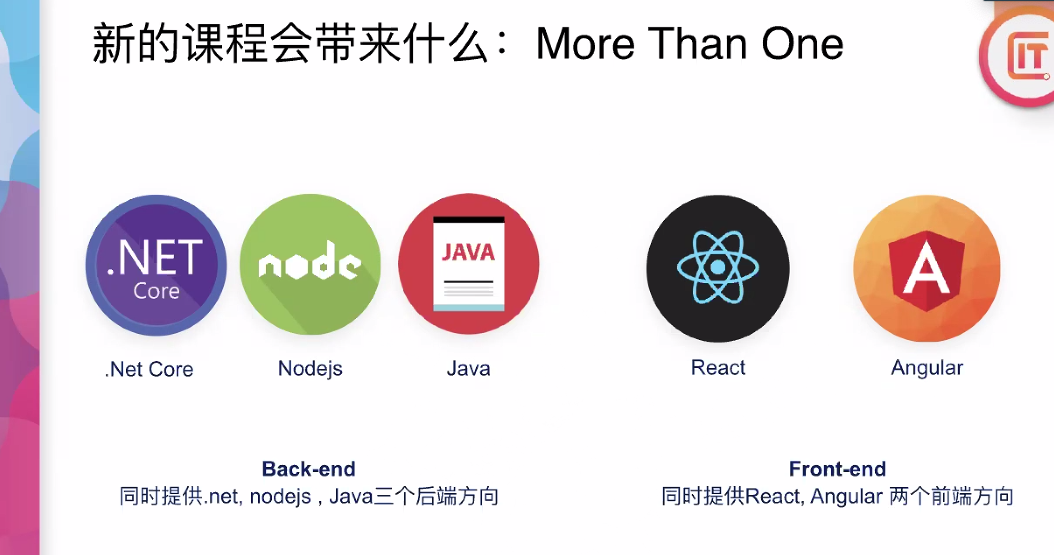 新的课程会带来什么：More Than One
IT
.NET
Core
node
JAVA
A
.Net Core
Nodejs
Java
React
Angular
Back-end
同时提供.net, nodejs , Java三个后端方向
Front-end
同时提供React, Angular 两个前端方向